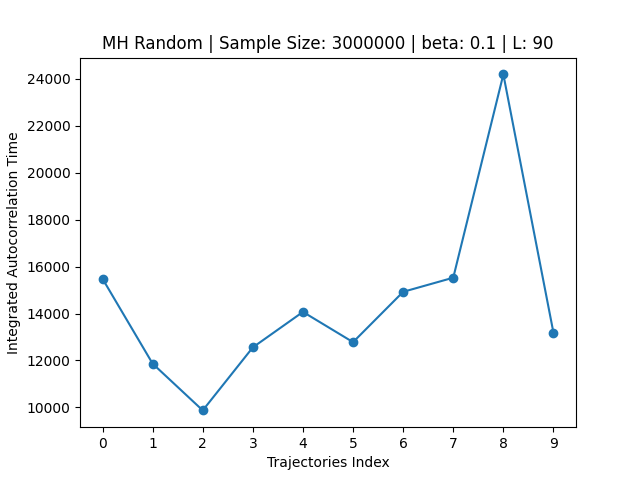 MH Random | Sample Size: 3000000 | beta: 0.1 | L: 90
Integrated Autocorrelation Time
24000
22000
20000
18000
16000
14000
12000
10000
0 1 2 3 4 5 6 7 8 9
Trajectories Index